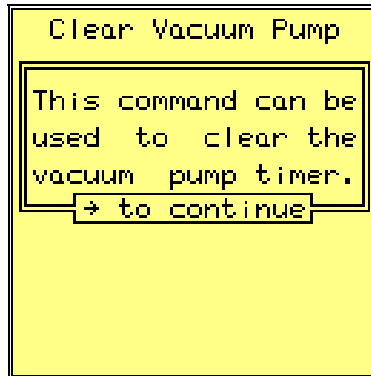 Clear Vacuum Pump
This command can be
used to clear the
vacuum pump timer.
→ to continue